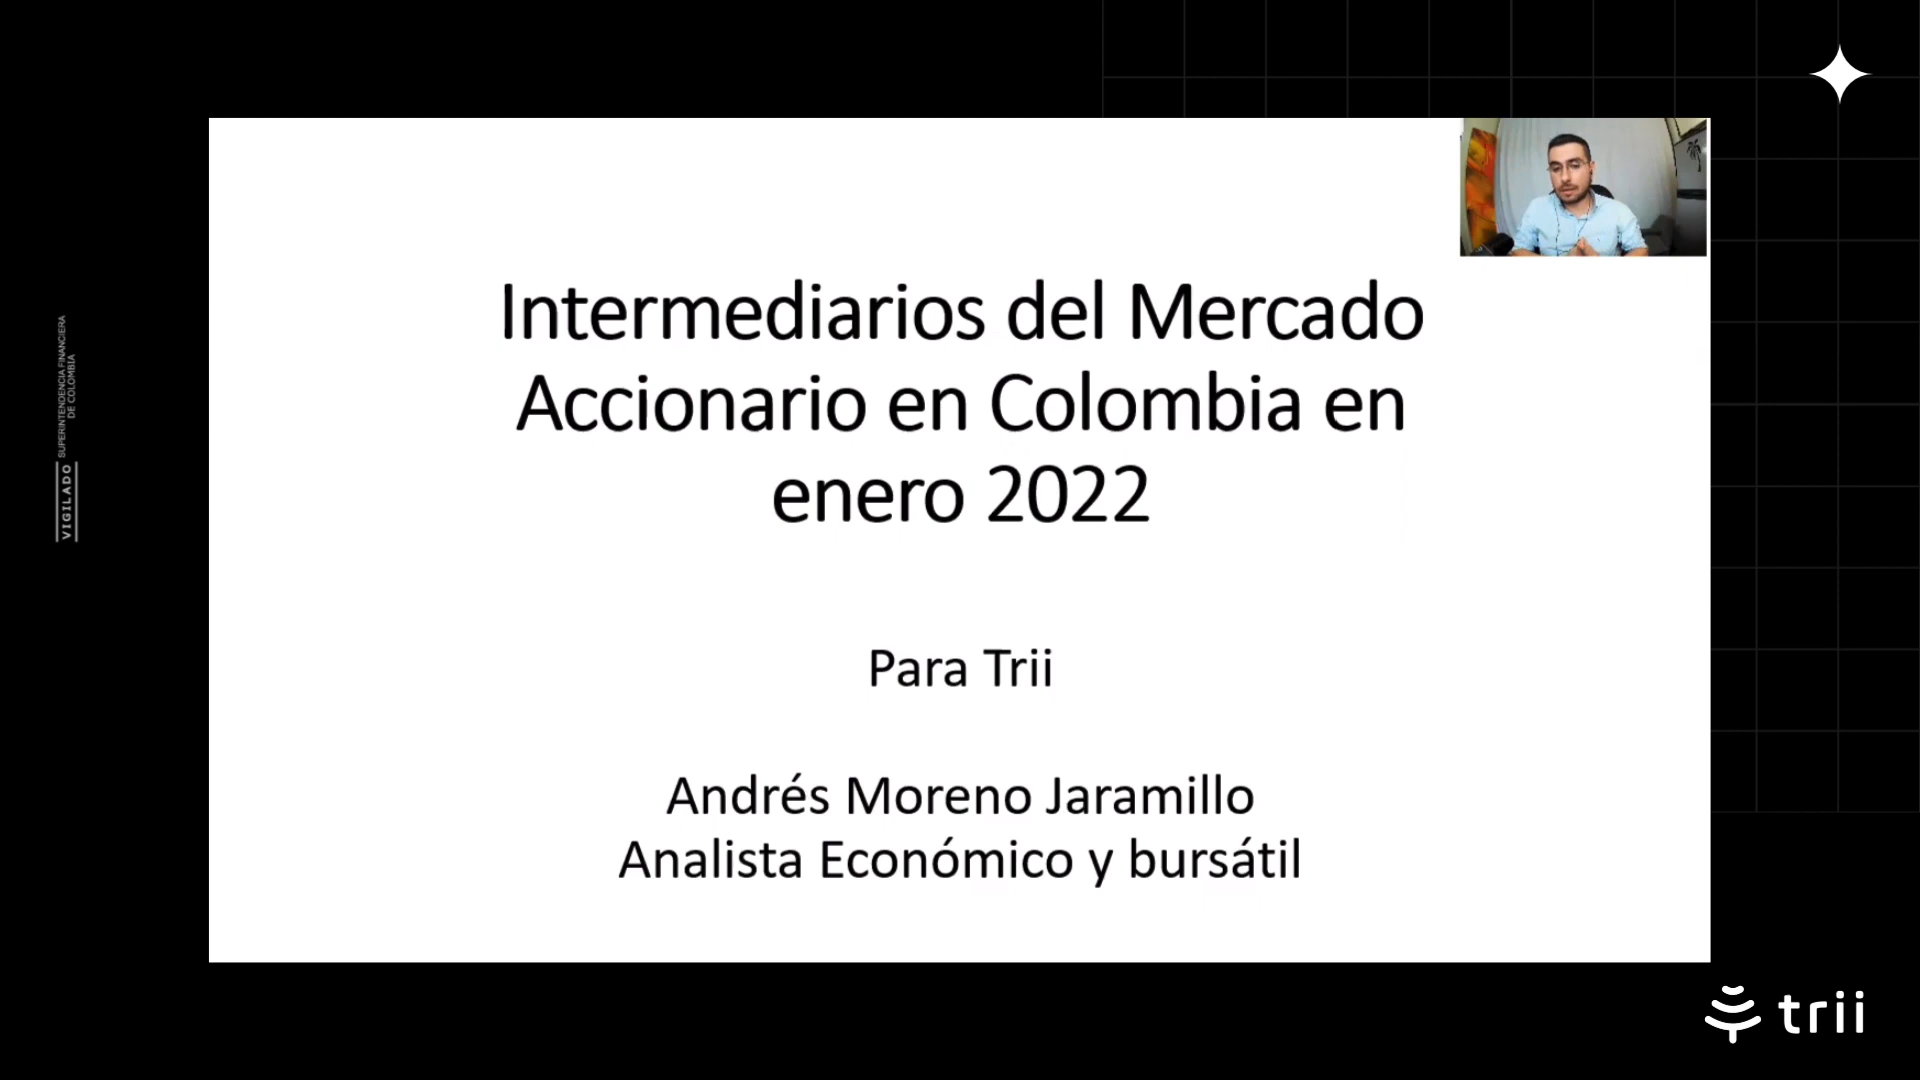 Intermediarios del Mercado
Accionario en Colombia en
enero 2022
Para Trii
Andrés Moreno Jaramillo
Analista Económico y bursátil
VIGILADO
SUPERINTENDENCIA FINANCIERA
DE COLOMBIA
trii